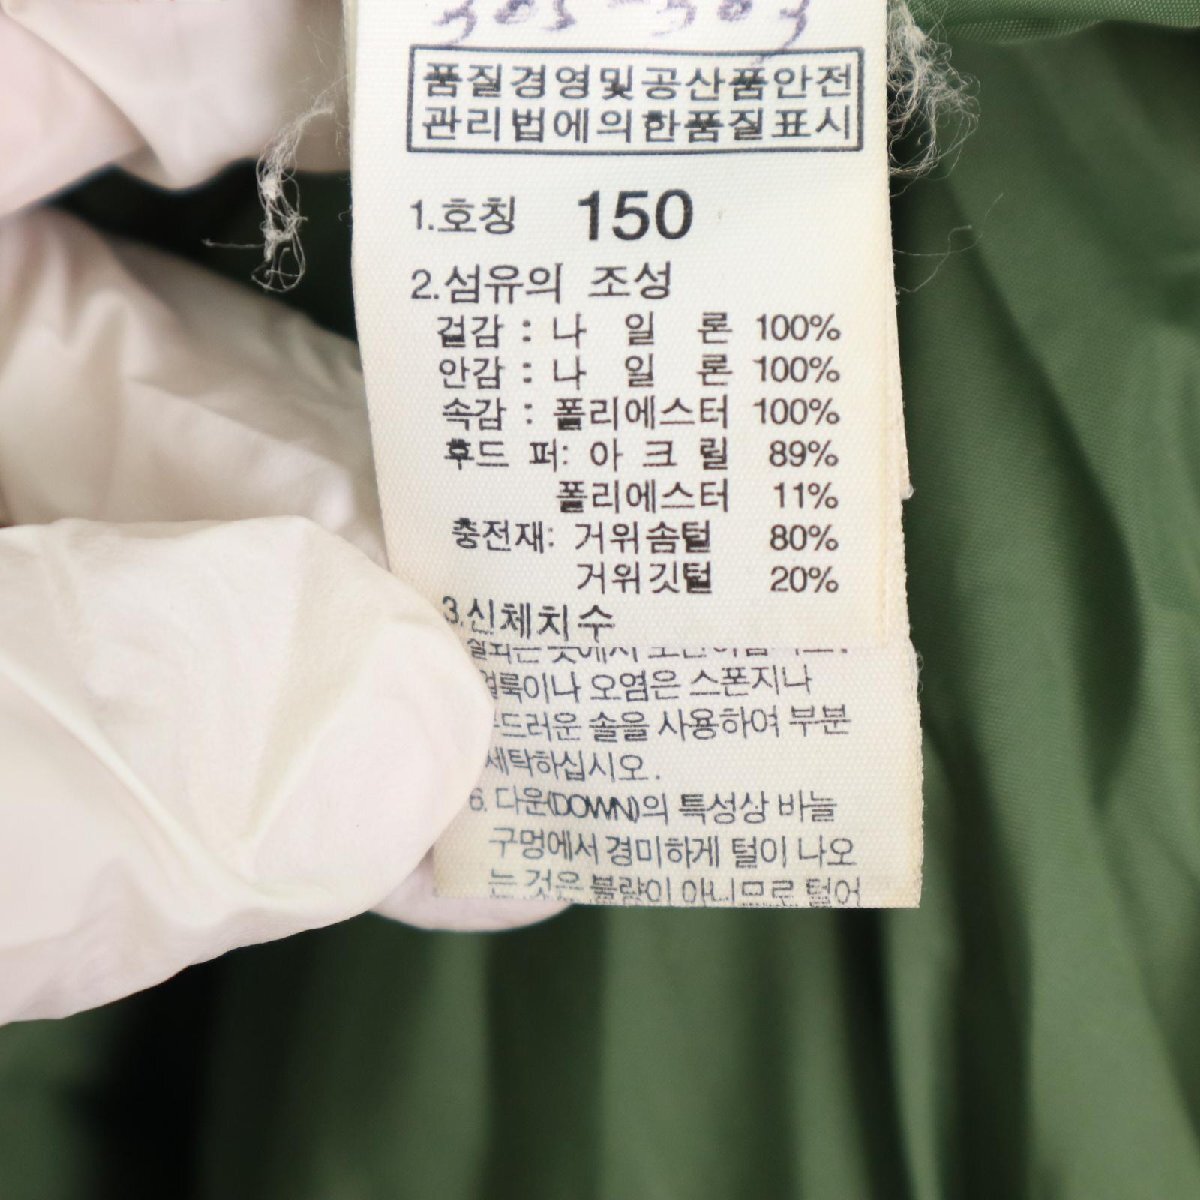 303-303
품질경영및공산품안전
관리법에의한품질표시
1.호칭 150
2.섬유의 조성
겉감 : 나 일 론 100%
안감 : 나 일 론 100%
속감 : 폴리에스터 100%
후드 퍼: 아 크 릴 89%
폴리에스터 11%
충전재: 거위솜털 80%
거위깃털 20%
3.신체치수
얼룩이나 오염은 스폰지나
부드러운 솔을 사용하여 부분
세탁하십시오.
6. 다운(DOWN)의 특성상 바늘
구멍에서 경미하게 털이 나오
는 것은 불량이 아니므로 털어